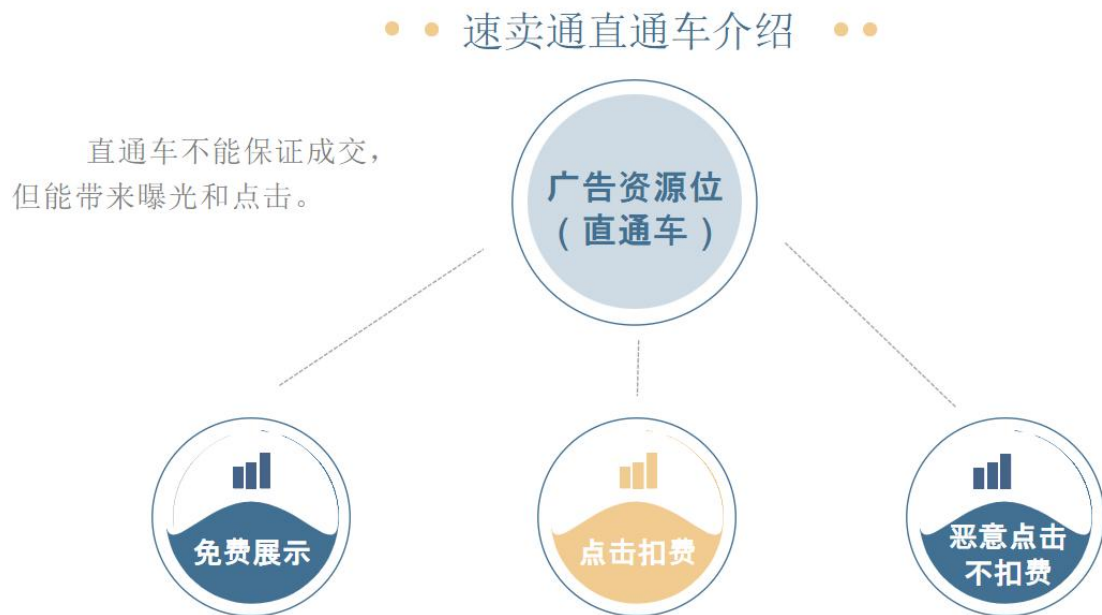 速卖通直通车介绍
直通车不能保证成交，
但能带来曝光和点击。
广告资源位
（直通车）
免费展示
点击扣费
恶意点击
不扣费